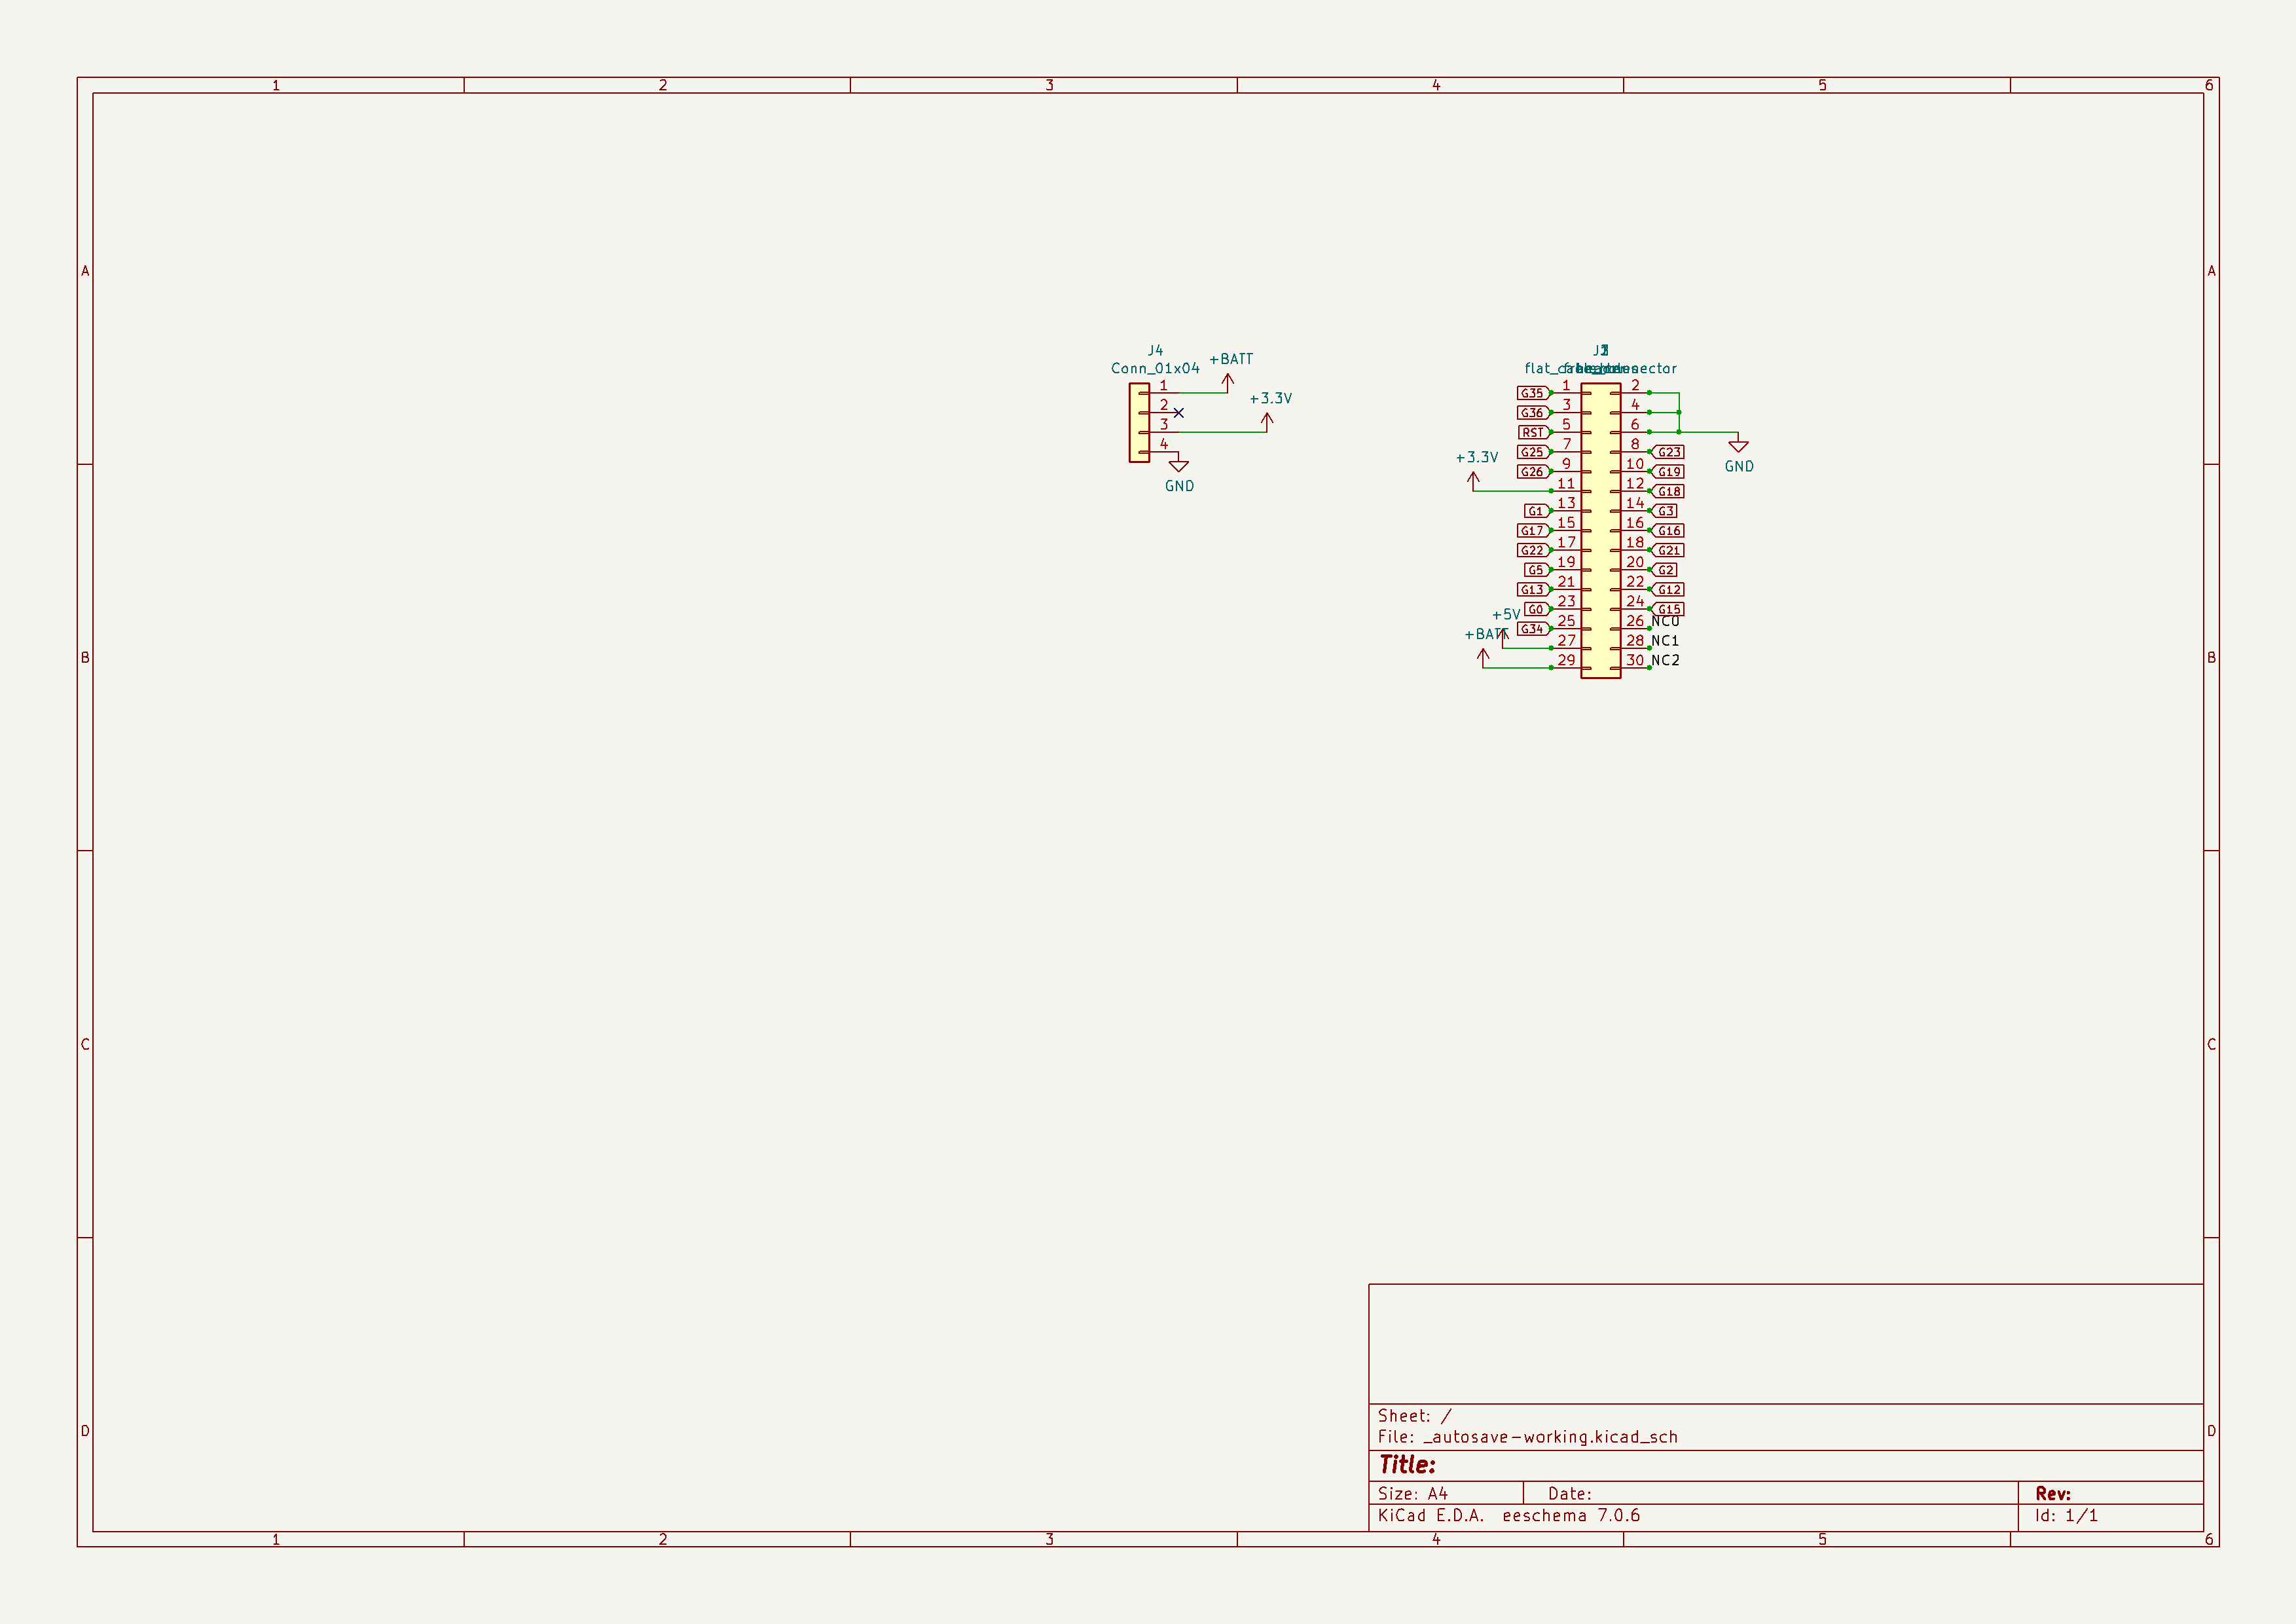 1 2 3 4 5 6
A A
J4
Conn_01x04
+BATT
+3.3V
1
2
3
4
GND
G35 1 2
G36 3 4
RST 5 6
G25 7 8 G23
G26 9 10 G19
+3.3V
GND
11 12 G18
G1 13 14 G3
G17 15 16 G16
G22 17 18 G21
G5 19 20 G2
G13 21 22 G12
G0 23 24 G15
+5V
G34 25 26 NC0
+BATT
27 28 NC1
29 30 NC2
B B
C C
D D
Sheet: /
File: _autosave-working.kicad_sch
Title:
Size: A4 Date: Rev:
KiCad E.D.A. eeschema 7.0.6 Id: 1/1
1 2 3 4 5 6